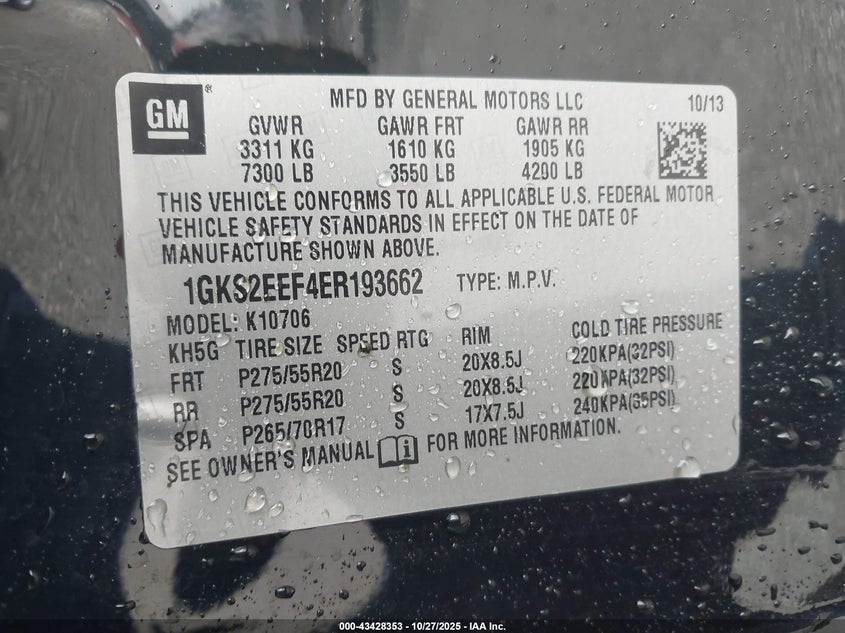 GM®
MFD BY GENERAL MOTORS LLC 10/13
GVWR GAWR FRT GAWR RR
3311 KG 1610 KG 1905 KG
7300 LB 3550 LB 4200 LB
THIS VEHICLE CONFORMS TO ALL APPLICABLE U.S. FEDERAL MOTOR
VEHICLE SAFETY STANDARDS IN EFFECT ON THE DATE OF
MANUFACTURE SHOWN ABOVE.
1GKS2EEF4ER193662 TYPE: M.P.V.
MODEL: K10706
KH5G TIRE SIZE SPEED RTG RIM COLD TIRE PRESSURE
FRT P275/55R20 S 20X8.5J 220KPA(32PSI)
RR P275/55R20 S 20X8.5J 220KPA(32PSI)
SPA P265/70R17 S 17X7.5J 240KPA(35PSI)
SEE OWNER'S MANUAL FOR MORE INFORMATION.
000-43428353 - 10/27/2025 - IAA Inc.